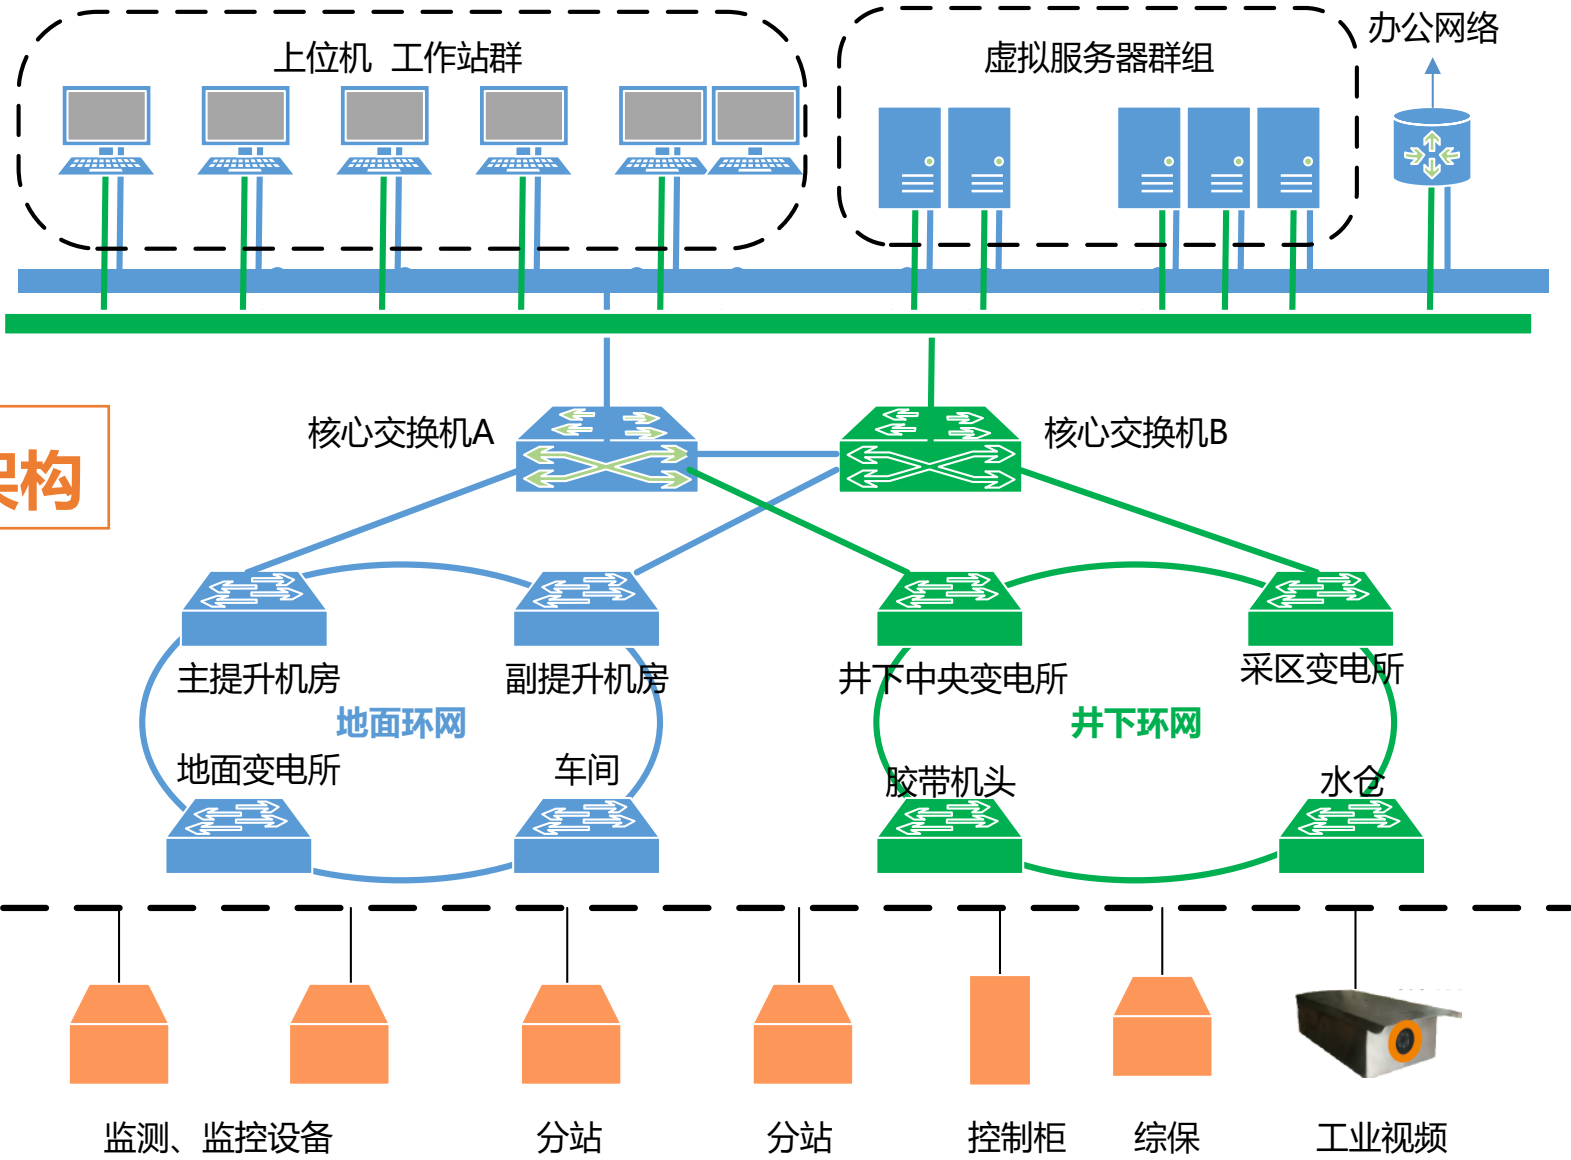 上位机 工作站群
虚拟服务器群组
办公网络
核心交换机A
核心交换机B
架构
主提升机房
副提升机房
井下中央变电所
采区变电所
地面环网
井下环网
地面变电所
车间
胶带机头
水仓
监测、监控设备
分站
分站
控制柜
综保
工业视频